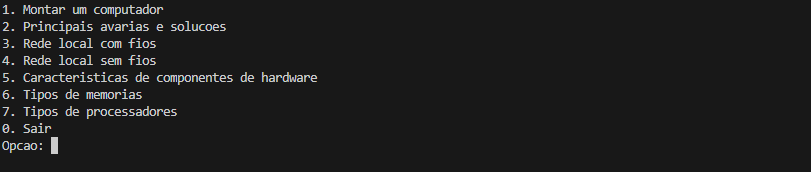 1. Montar um computador
2. Principais avarias e solucoes
3. Rede local com fios
4. Rede local sem fios
5. Caracteristicas de componentes de hardware
6. Tipos de memorias
7. Tipos de processadores
0. Sair
Opcao: